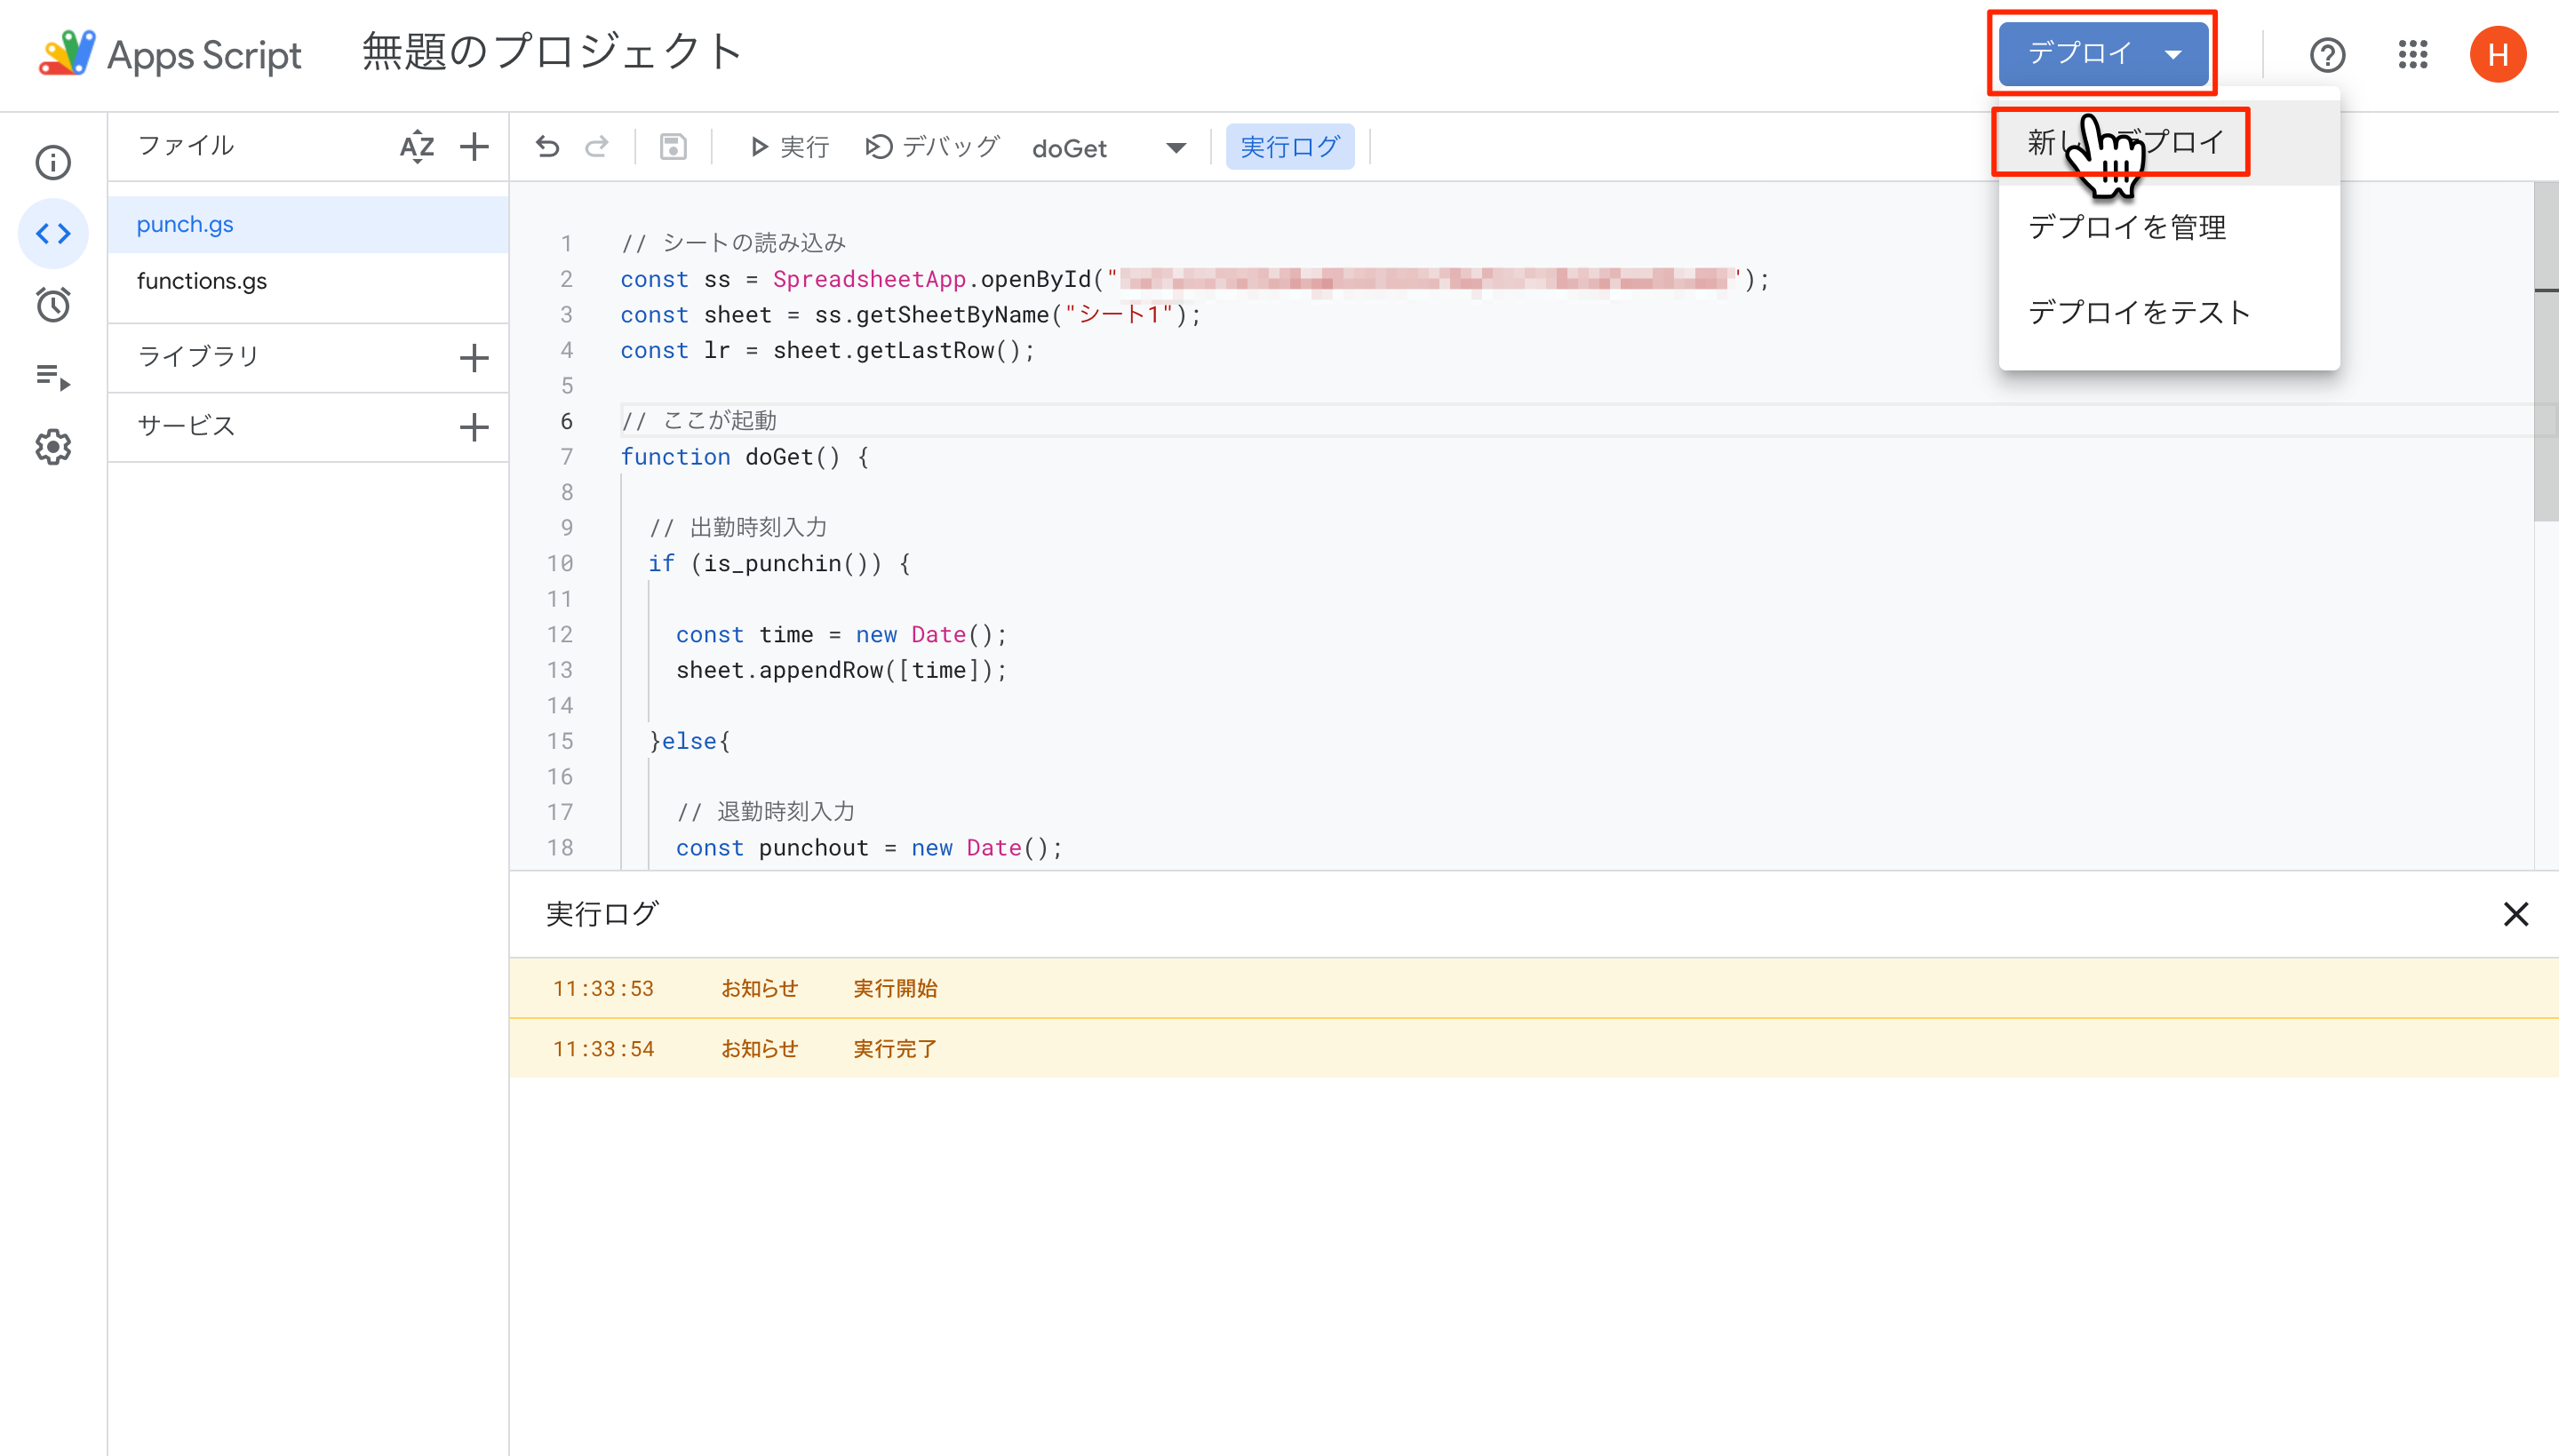 Apps Script 無題のプロジェクト デプロイ H
ファイル AZ 実行 デバッグ doGet 実行ログ
新し デプロイ
デプロイを管理
デプロイをテスト
punch.gs
functions.gs
ライブラリ
サービス
1 // シートの読み込み
2 const ss = SpreadsheetApp.openById("");
3 const sheet = ss.getSheetByName("シート1");
4 const lr = sheet.getLastRow();
5
6 // ここが起動
7 function doGet() {
8
9 // 出勤時刻入力
10 if (is_punchin()) {
11
12 const time = new Date();
13 sheet.appendRow([time]);
14
15 }else{
16
17 // 退勤時刻入力
18 const punchout = new Date();
実行ログ
11:33:53 お知らせ 実行開始
11:33:54 お知らせ 実行完了